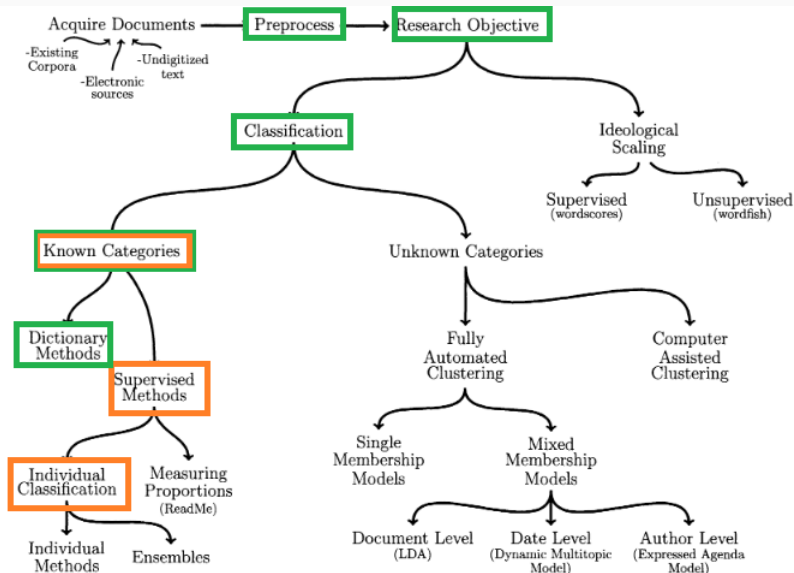 Acquire Documents
Preprocess
Research Objective
-Existing
Corpora
-Electronic
sources
-Undigitized
text
Classification
Ideological
Scaling
Supervised
(wordscores)
Unsupervised
(wordfish)
Known Categories
Unknown Categories
Dictionary
Methods
Supervised
Methods
Fully
Automated
Clustering
Computer
Assisted
Clustering
Individual
Classification
Measuring
Proportions
(ReadMe)
Single
Membership
Models
Mixed
Membership
Models
Individual
Methods
Ensembles
Document Level
(LDA)
Date Level
(Dynamic Multitopic
Model)
Author Level
(Expressed Agenda
Model)